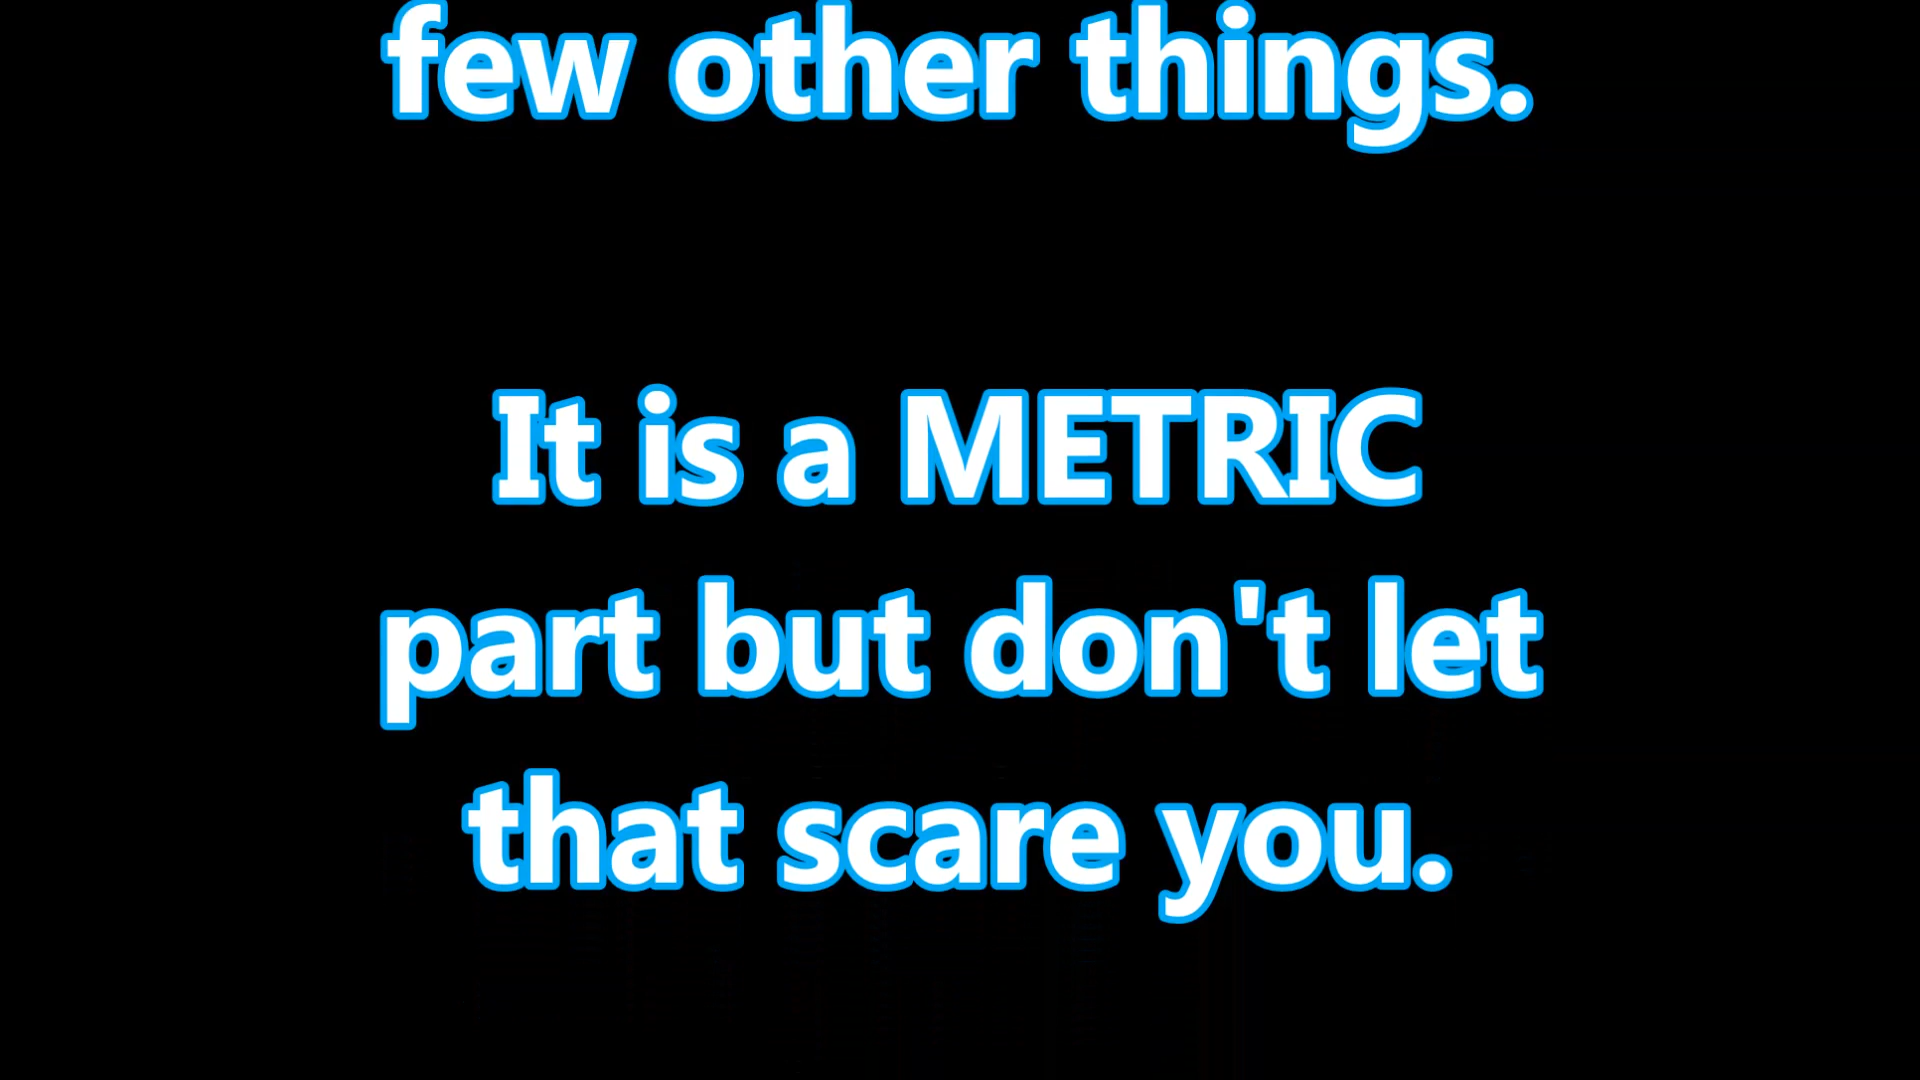 few other things.
It is a METRIC
part but don't let
that scare you.